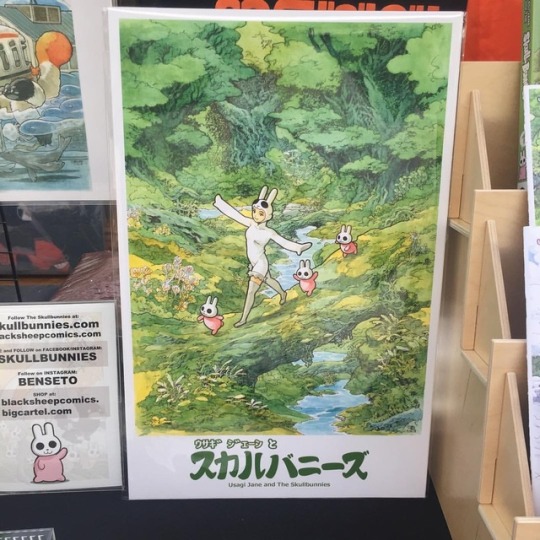 ウサギ ジェーン と
スカルバニーズ
Usagi Jane and The Skullbunnies
Follow The Skullbunnies at:
skullbunnies.com
blacksheepcomics.com
and FOLLOW on FACEBOOK/INSTAGRAM:
SKULLBUNNIES
Follow on INSTAGRAM:
BENSETO
SHOP at:
blacksheepcomics.
bigcartel.com